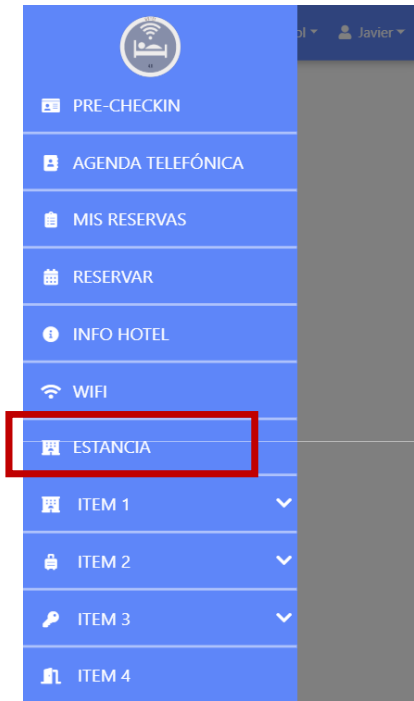 Javier
PRE-CHECKIN
AGENDA TELEFÓNICA
MIS RESERVAS
RESERVAR
INFO HOTEL
WIFI
ESTANCIA
ITEM 1
ITEM 2
ITEM 3
ITEM 4